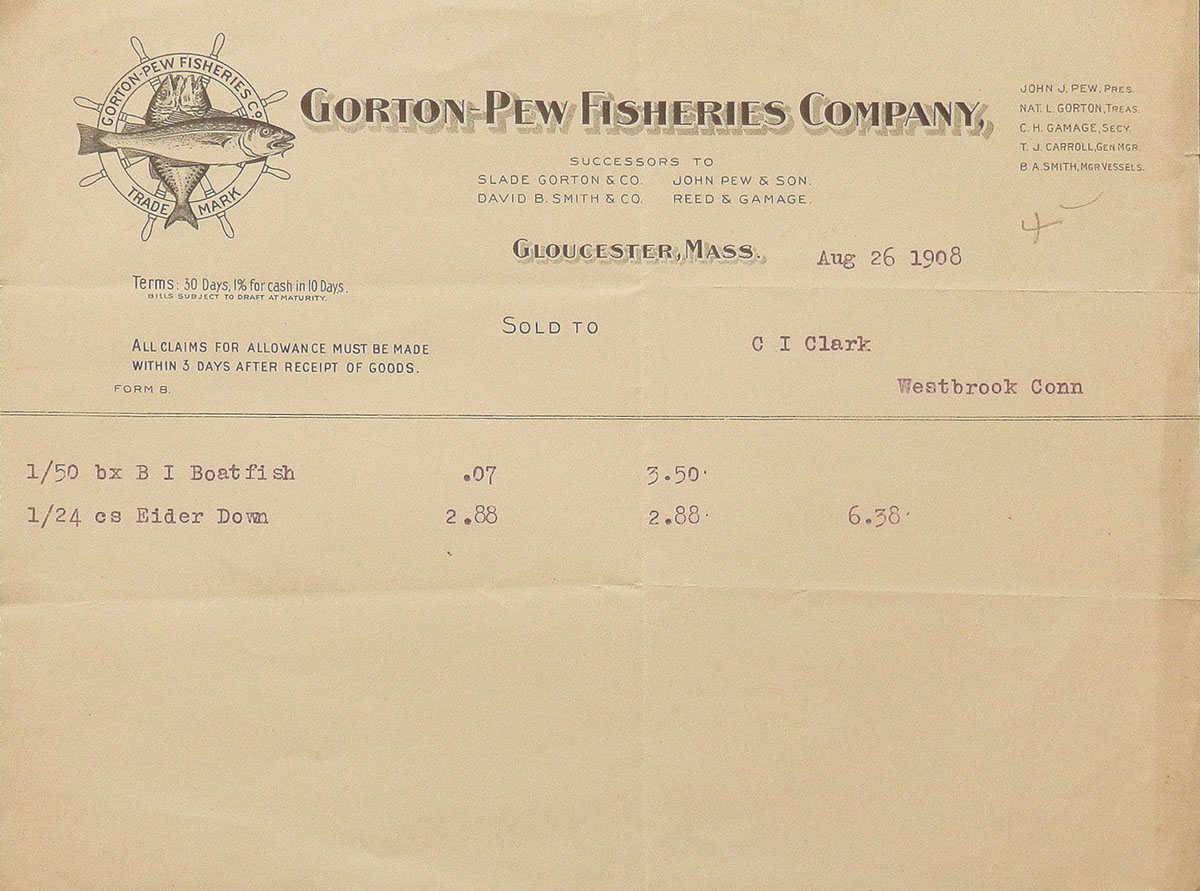 GORTON-PEW FISHERIES CO.
TRADE MARK
GORTON-PEW FISHERIES COMPANY,
JOHN J. PEW, PRES.
NAT. L. GORTON, TREAS.
C. H. GAMAGE, SECY.
T. J. CARROLL, GEN MGR.
B. A. SMITH, MGR VESSELS.
SUCCESSORS TO
SLADE GORTON & CO. JOHN PEW & SON.
DAVID B. SMITH & CO. REED & GAMAGE.
GLOUCESTER, MASS. Aug 26 1908
Terms: 30 Days, 1% for cash in 10 Days.
BILLS SUBJECT TO DRAFT AT MATURITY.
SOLD TO C I Clark
Westbrook Conn
ALL CLAIMS FOR ALLOWANCE MUST BE MADE
WITHIN 3 DAYS AFTER RECEIPT OF GOODS.
FORM 8.
1/50 bx B I Boatfish .07 3.50
1/24 cs Eider Down 2.88 2.88 6.38